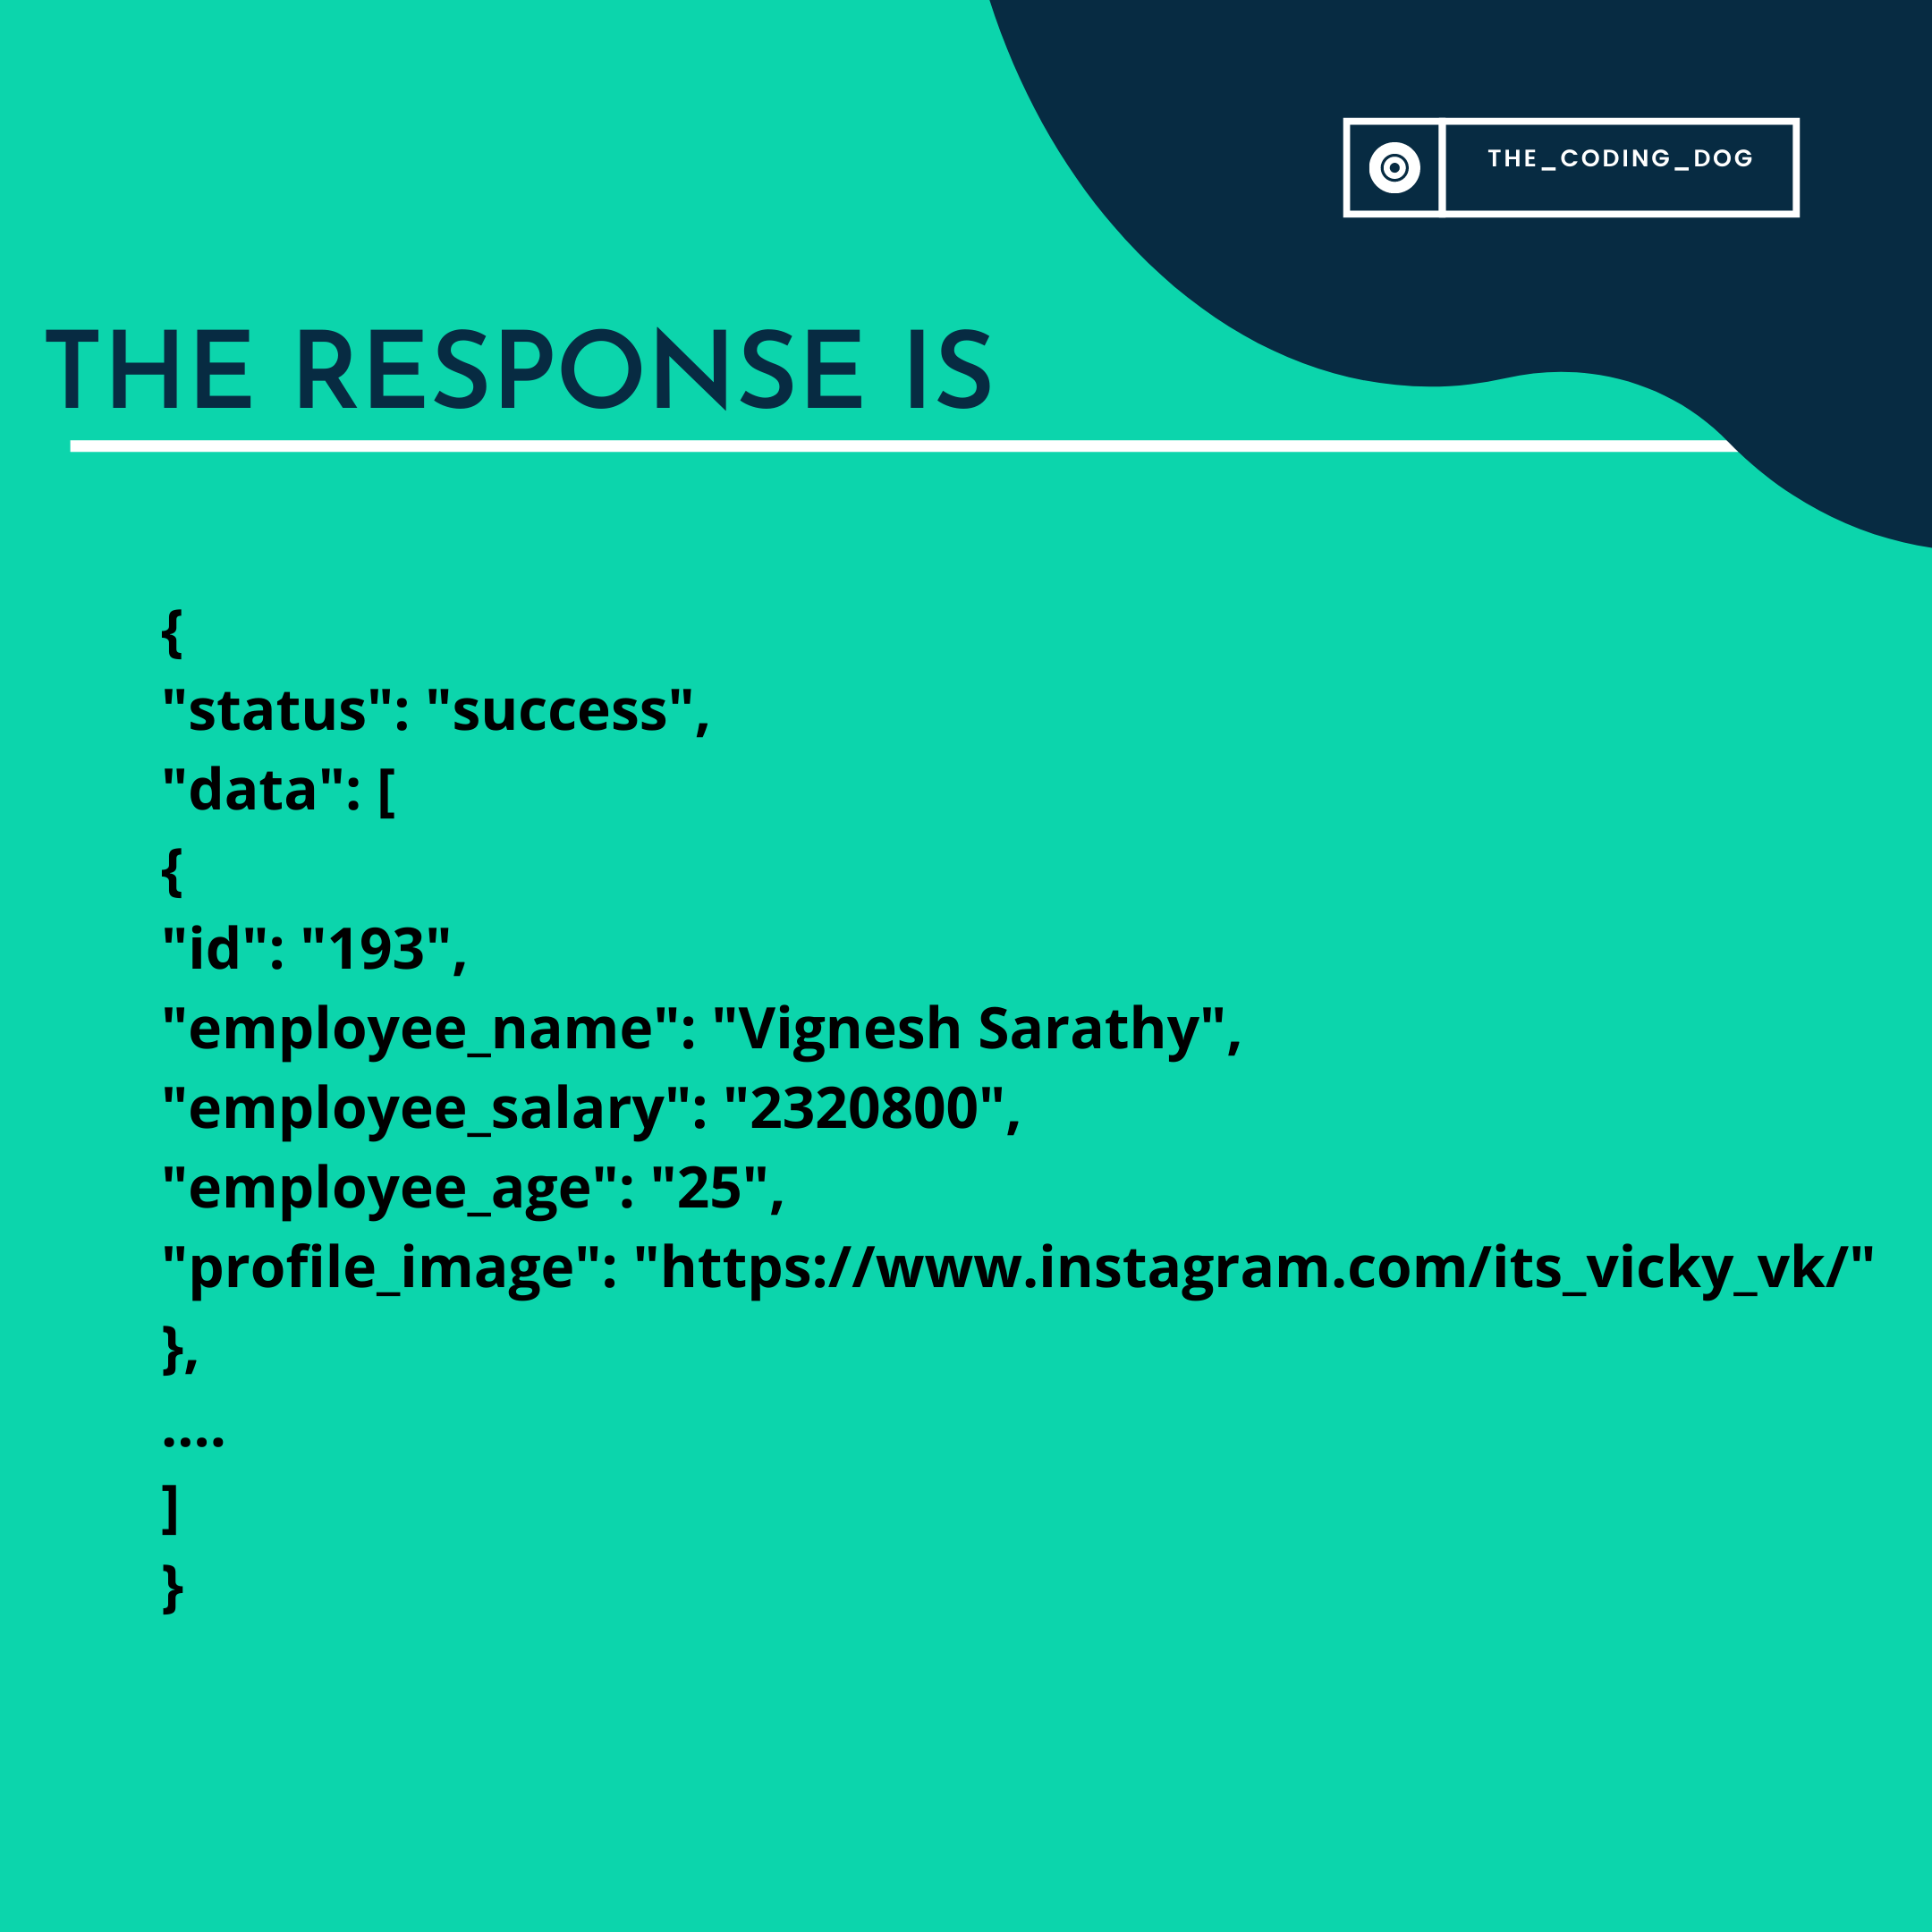 THE_CODING_DOG
THE RESPONSE IS
{
"status": "success",
"data": [
{
"id": "193",
"employee_name": "Vignesh Sarathy",
"employee_salary": "2320800",
"employee_age": "25",
"profile_image": "https://www.instagram.com/its_vicky_vk/"
},
....
]
}